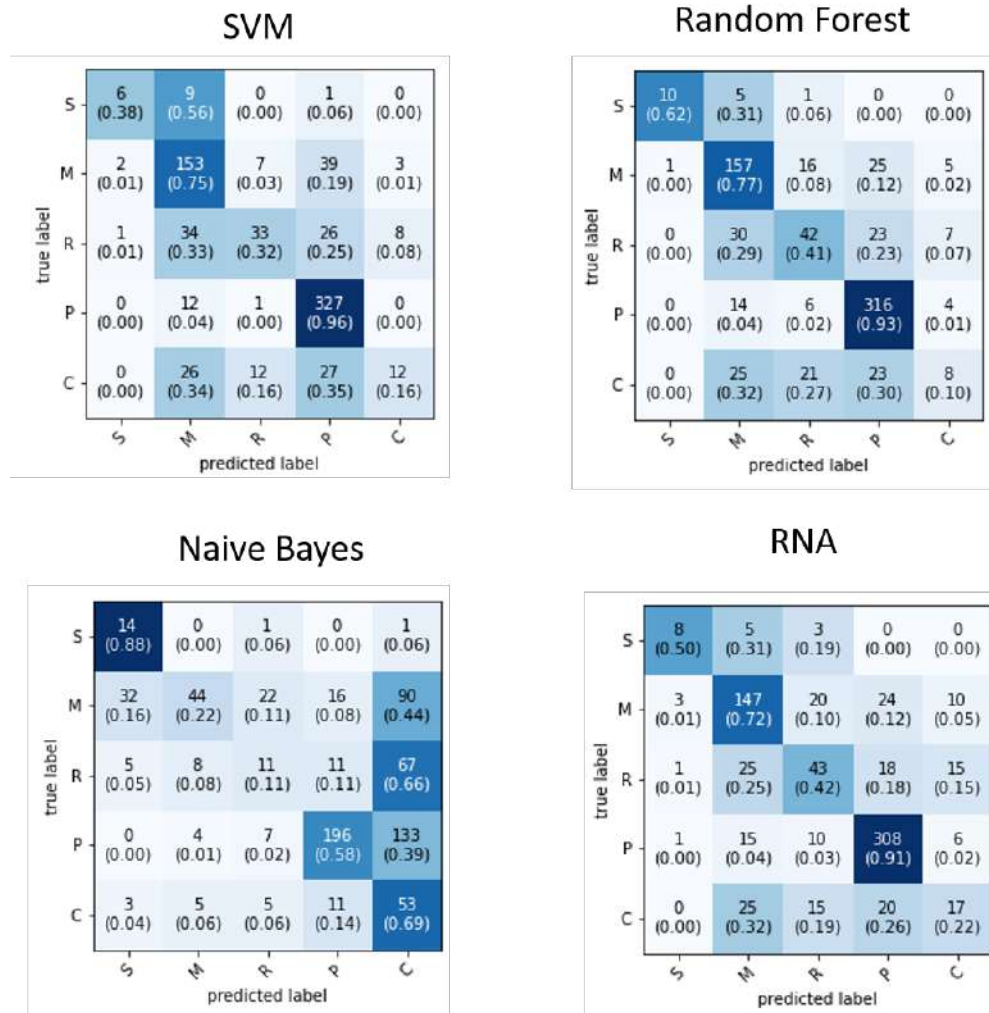 SVM
S
6 9 0 1 0
(0.38) (0.56) (0.00) (0.06) (0.00)
M
2 153 7 39 3
(0.01) (0.75) (0.03) (0.19) (0.01)
R
1 34 33 26 8
(0.01) (0.33) (0.32) (0.25) (0.08)
P
0 12 1 327 0
(0.00) (0.04) (0.00) (0.96) (0.00)
C
0 26 12 27 12
(0.00) (0.34) (0.16) (0.35) (0.16)
true label
S M R P C
predicted label
Random Forest
S
10 5 1 0 0
(0.62) (0.31) (0.06) (0.00) (0.00)
M
1 157 16 25 5
(0.00) (0.77) (0.08) (0.12) (0.02)
R
0 30 42 23 7
(0.00) (0.29) (0.41) (0.23) (0.07)
P
0 14 6 316 4
(0.00) (0.04) (0.02) (0.93) (0.01)
C
0 25 21 23 8
(0.00) (0.32) (0.27) (0.30) (0.10)
true label
S M R P C
predicted label
Naive Bayes
S
14 0 1 0 1
(0.88) (0.00) (0.06) (0.00) (0.06)
M
32 44 22 16 90
(0.16) (0.22) (0.11) (0.08) (0.44)
R
5 8 11 11 67
(0.05) (0.08) (0.11) (0.11) (0.66)
P
0 4 7 196 133
(0.00) (0.01) (0.02) (0.58) (0.39)
C
3 5 5 11 53
(0.04) (0.06) (0.06) (0.14) (0.69)
true label
S M R P C
predicted label
RNA
S
8 5 3 0 0
(0.50) (0.31) (0.19) (0.00) (0.00)
M
3 147 20 24 10
(0.01) (0.72) (0.10) (0.12) (0.05)
R
1 25 43 18 15
(0.01) (0.25) (0.42) (0.18) (0.15)
P
1 15 10 308 6
(0.00) (0.04) (0.03) (0.91) (0.02)
C
0 25 15 20 17
(0.00) (0.32) (0.19) (0.26) (0.22)
true label
S M R P C
predicted label